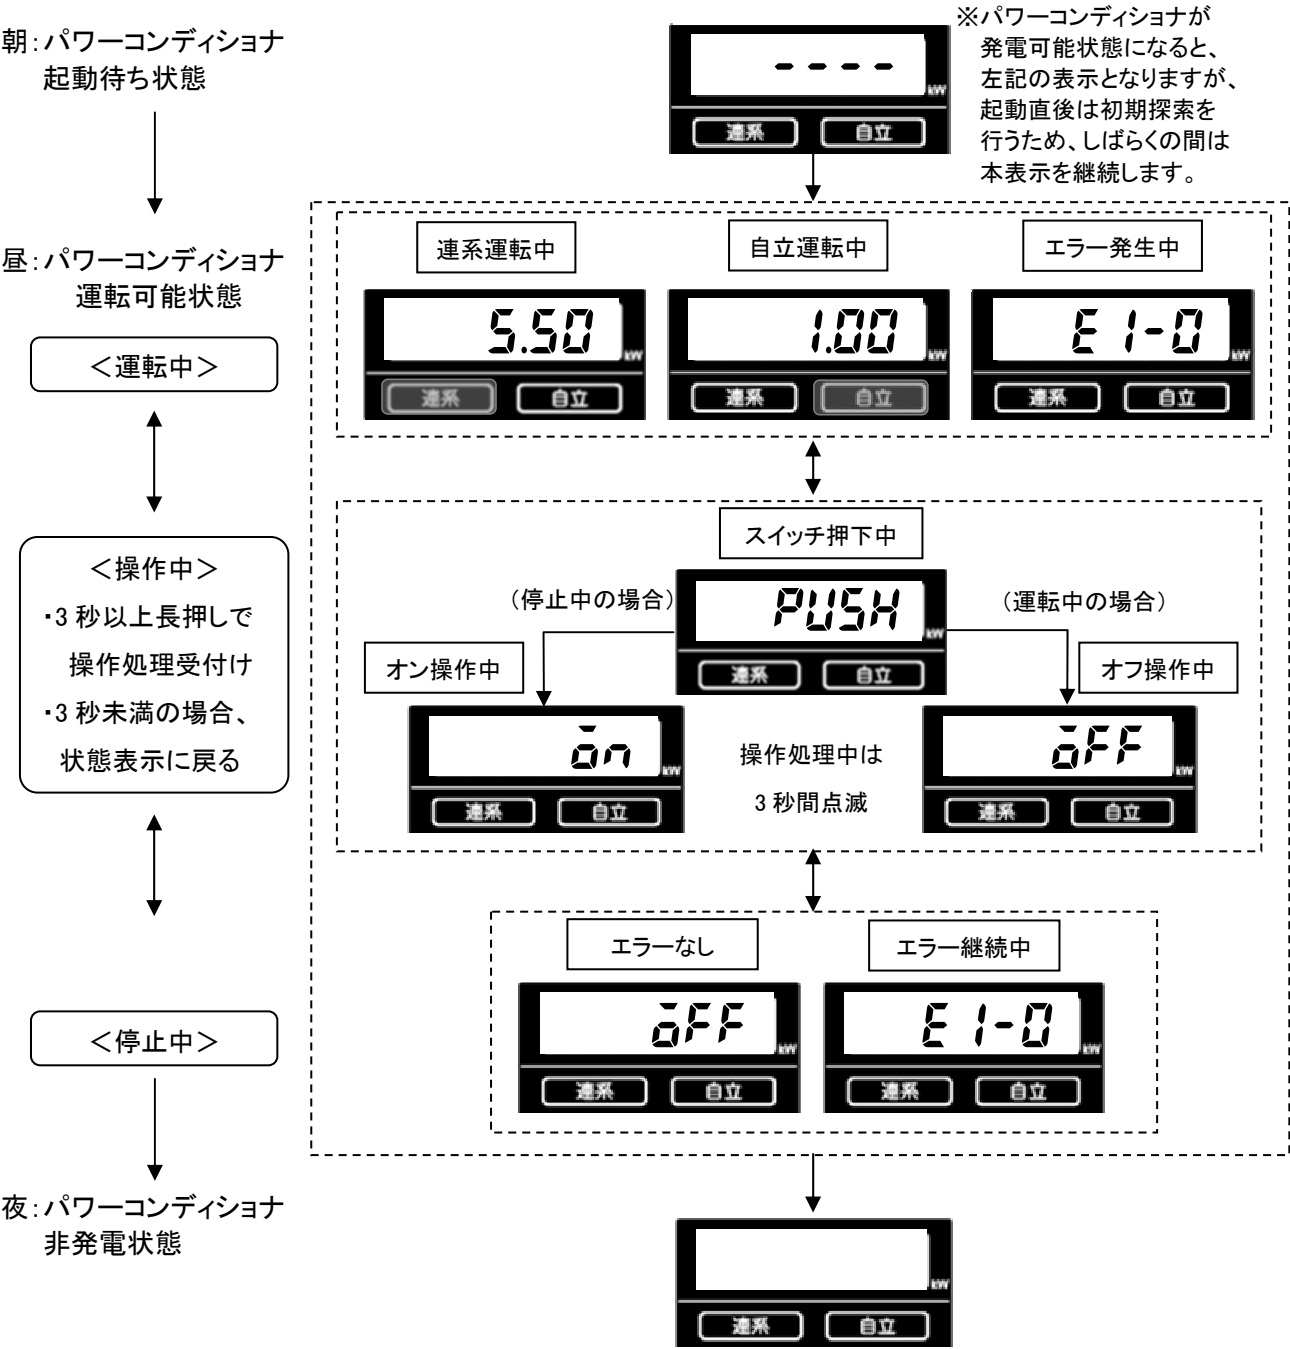 朝：パワーコンディショナ
起動待ち状態
----
kW
連系 自立
※パワーコンディショナが
発電可能状態になると、
左記の表示となりますが、
起動直後は初期探索を
行うため、しばらくの間は
本表示を継続します。
昼：パワーコンディショナ
運転可能状態
＜運転中＞
連系運転中
5.50
kW
連系 自立
自立運転中
1.00
kW
連系 自立
エラー発生中
E1-0
kW
連系 自立
＜操作中＞
・3 秒以上長押しで
操作処理受付け
・3 秒未満の場合、
状態表示に戻る
スイッチ押下中
（停止中の場合）
PUSH
kW
連系 自立
（運転中の場合）
オン操作中
on
kW
連系 自立
操作処理中は
3 秒間点滅
オフ操作中
oFF
kW
連系 自立
＜停止中＞
エラーなし
oFF
kW
連系 自立
エラー継続中
E1-0
kW
連系 自立
夜：パワーコンディショナ
非発電状態
kW
連系 自立